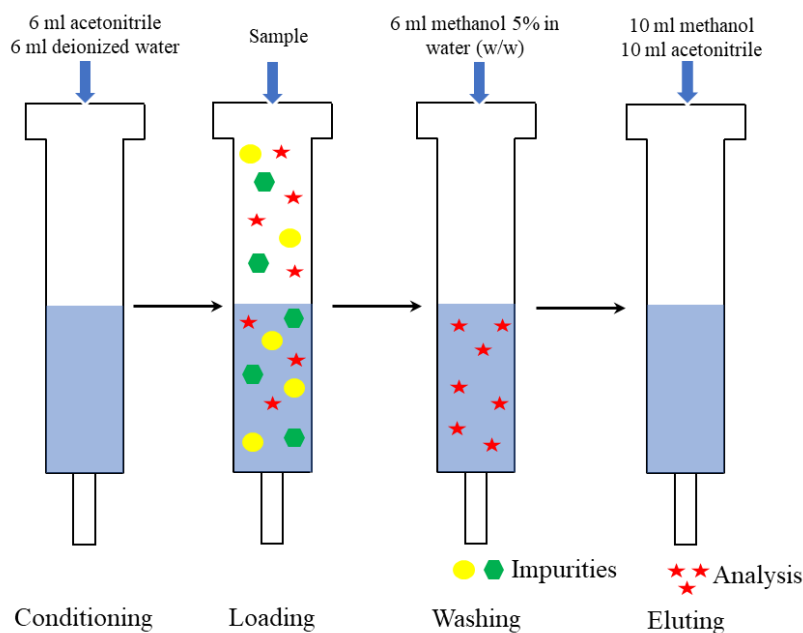 6 ml acetonitrile
6 ml deionized water
Sample
6 ml methanol 5% in
water (w/w)
10 ml methanol
10 ml acetonitrile
Impurities
Analysis
Conditioning
Loading
Washing
Eluting